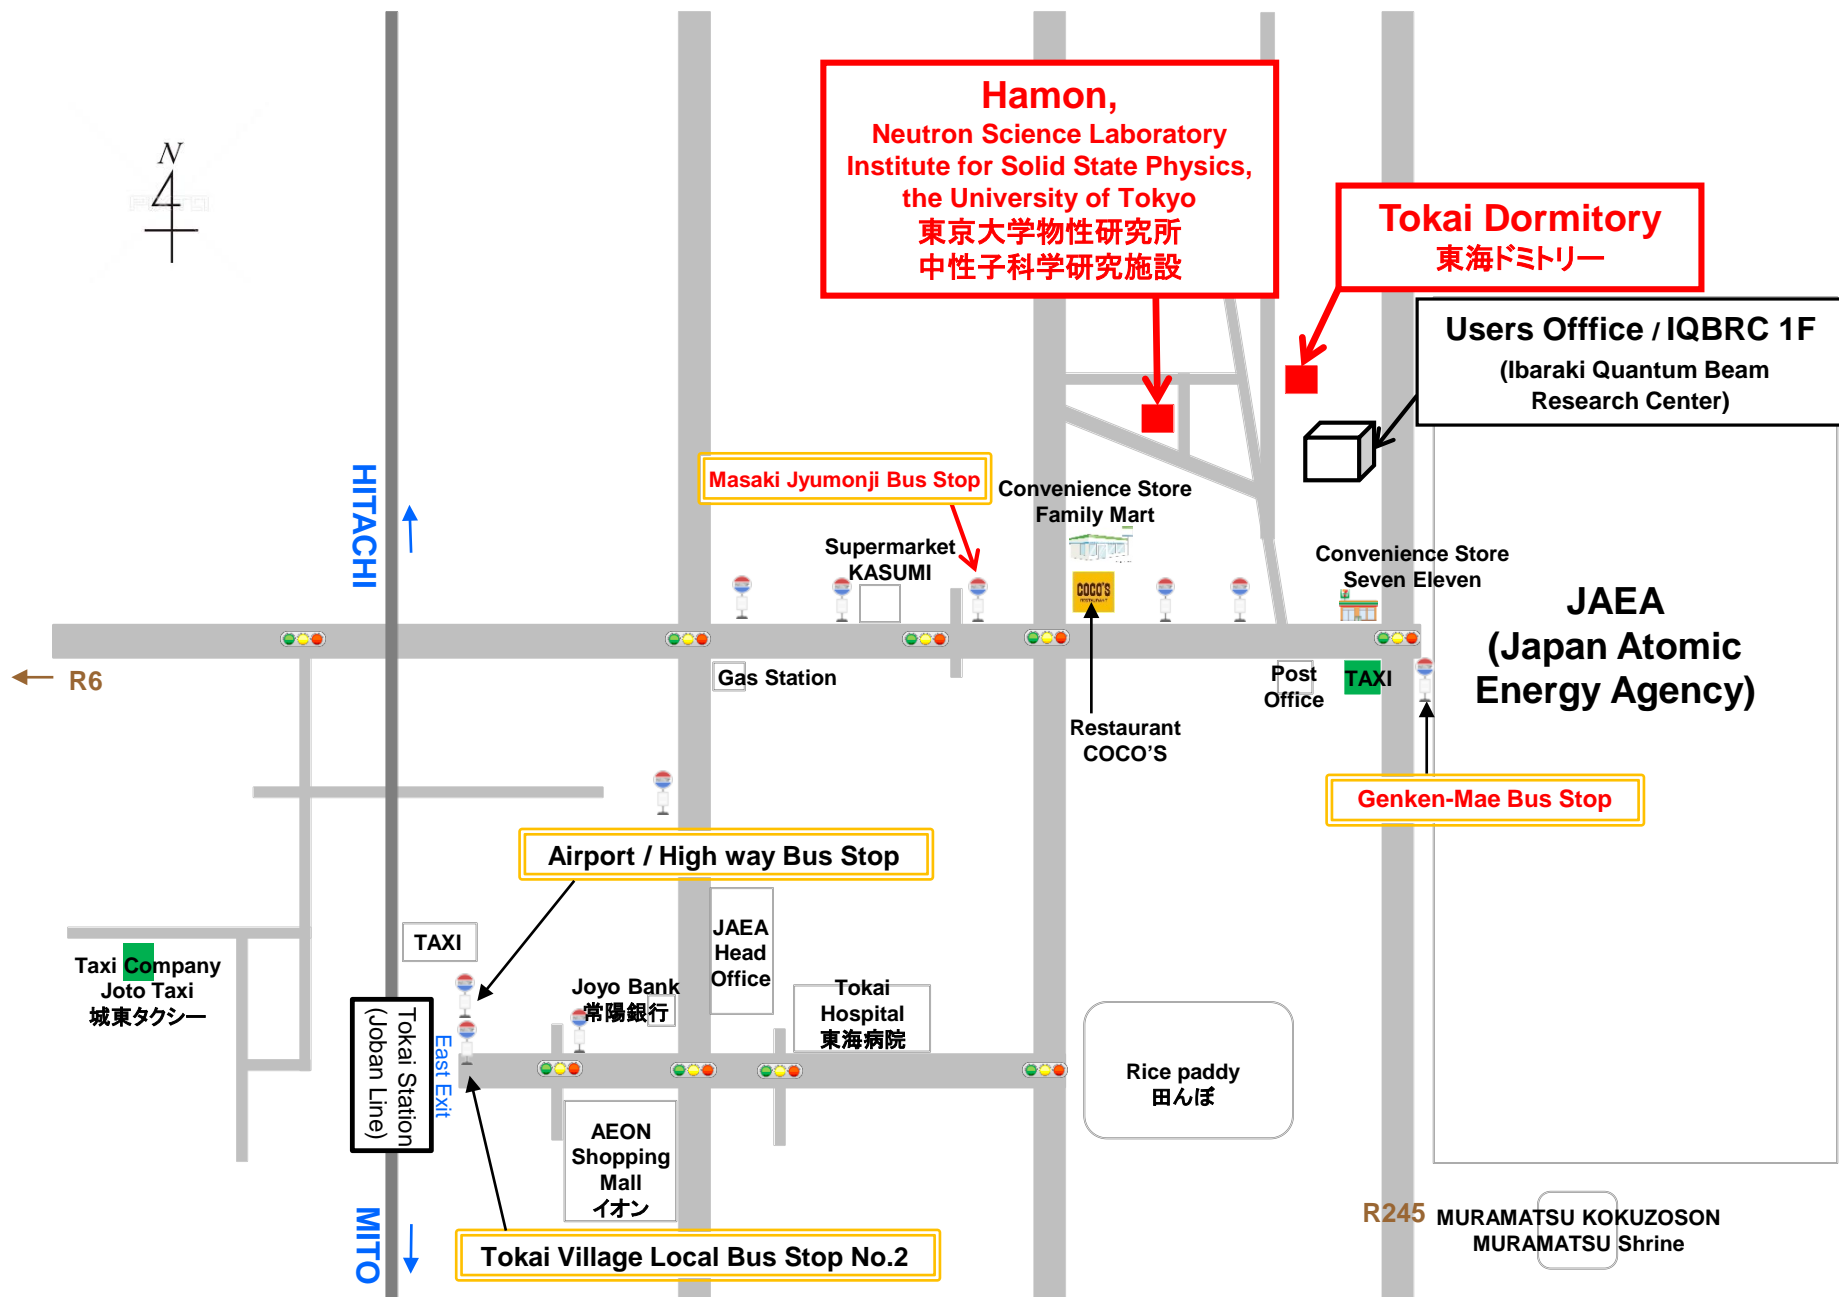 Hamon,
Neutron Science Laboratory
Institute for Solid State Physics,
the University of Tokyo
東京大学物性研究所
中性子科学研究施設
N
Tokai Dormitory
東海ドミトリー
Users Offfice / IQBRC 1F
(Ibaraki Quantum Beam
Research Center)
HITACHI
Masaki Jyumonji Bus Stop
Convenience Store
Family Mart
Supermarket
KASUMI
COCO'S
Convenience Store
Seven Eleven
JAEA
(Japan Atomic
Energy Agency)
R6
Gas Station
Post
Office
TAXI
Restaurant
COCO'S
Genken-Mae Bus Stop
Airport / High way Bus Stop
TAXI
JAEA
Head
Office
Taxi Company
Joto Taxi
城東タクシー
Joyo Bank
常陽銀行
Tokai
Hospital
東海病院
Tokai Station
(Joban Line)
East Exit
Rice paddy
田んぼ
AEON
Shopping
Mall
イオン
MITO
Tokai Village Local Bus Stop No.2
R245
MURAMATSU KOKUZOSON
MURAMATSU Shrine